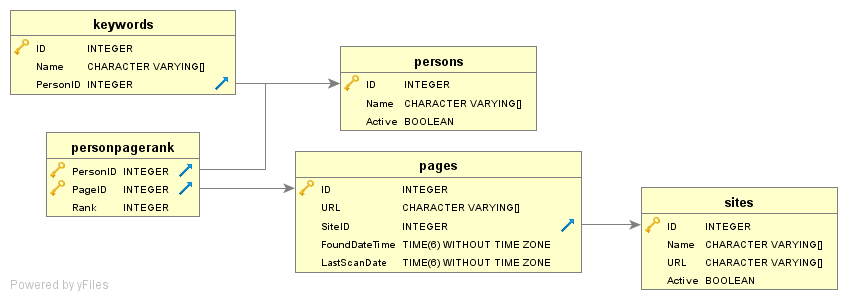 keywords
ID INTEGER
Name CHARACTER VARYING[]
PersonID INTEGER
persons
ID INTEGER
Name CHARACTER VARYING[]
Active BOOLEAN
personpagerank
PersonID INTEGER
PageID INTEGER
Rank INTEGER
pages
ID INTEGER
URL CHARACTER VARYING[]
SiteID INTEGER
FoundDateTime TIME(6) WITHOUT TIME ZONE
LastScanDate TIME(6) WITHOUT TIME ZONE
sites
ID INTEGER
Name CHARACTER VARYING[]
URL CHARACTER VARYING[]
Active BOOLEAN
Powered by yFiles